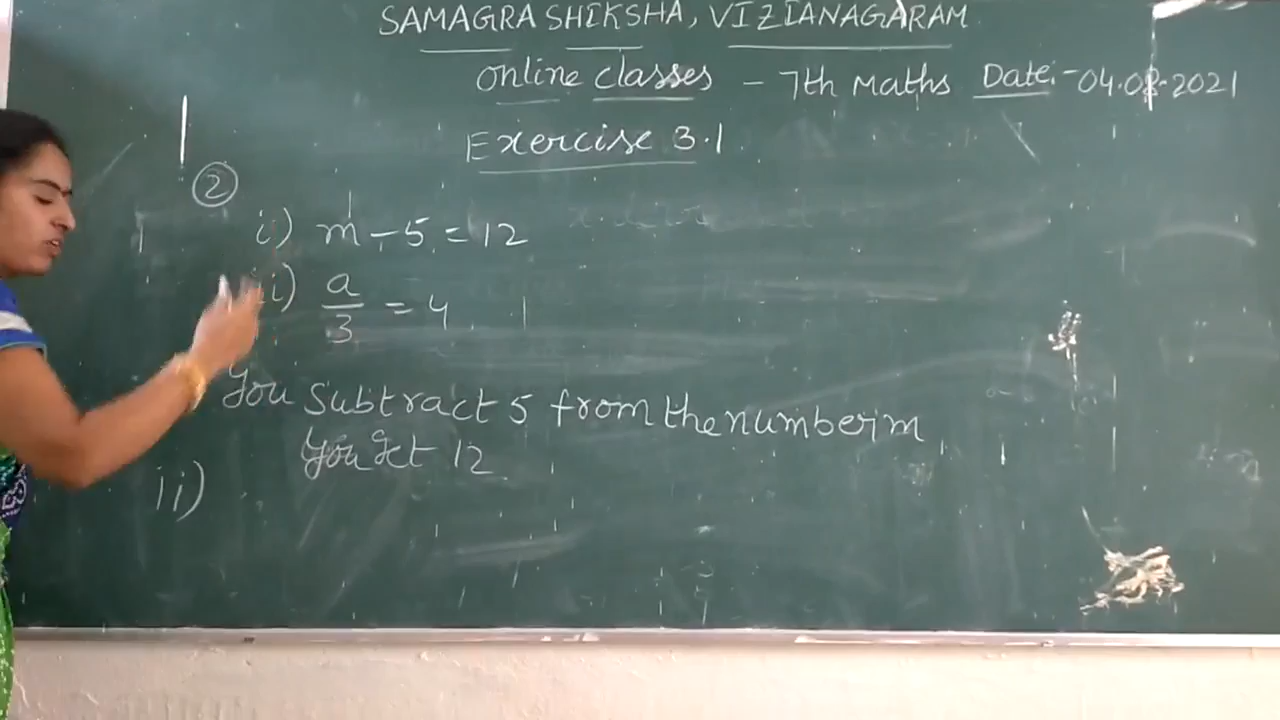 SAMAGRA SHIKSHA, VIZIANAGARAM
online classes - 7th Maths Date:-04.08.2021
Exercise 3.1
②
i) m - 5 = 12
ii) a/3 = 4
You subtract 5 from the number m
You get 12
ii)